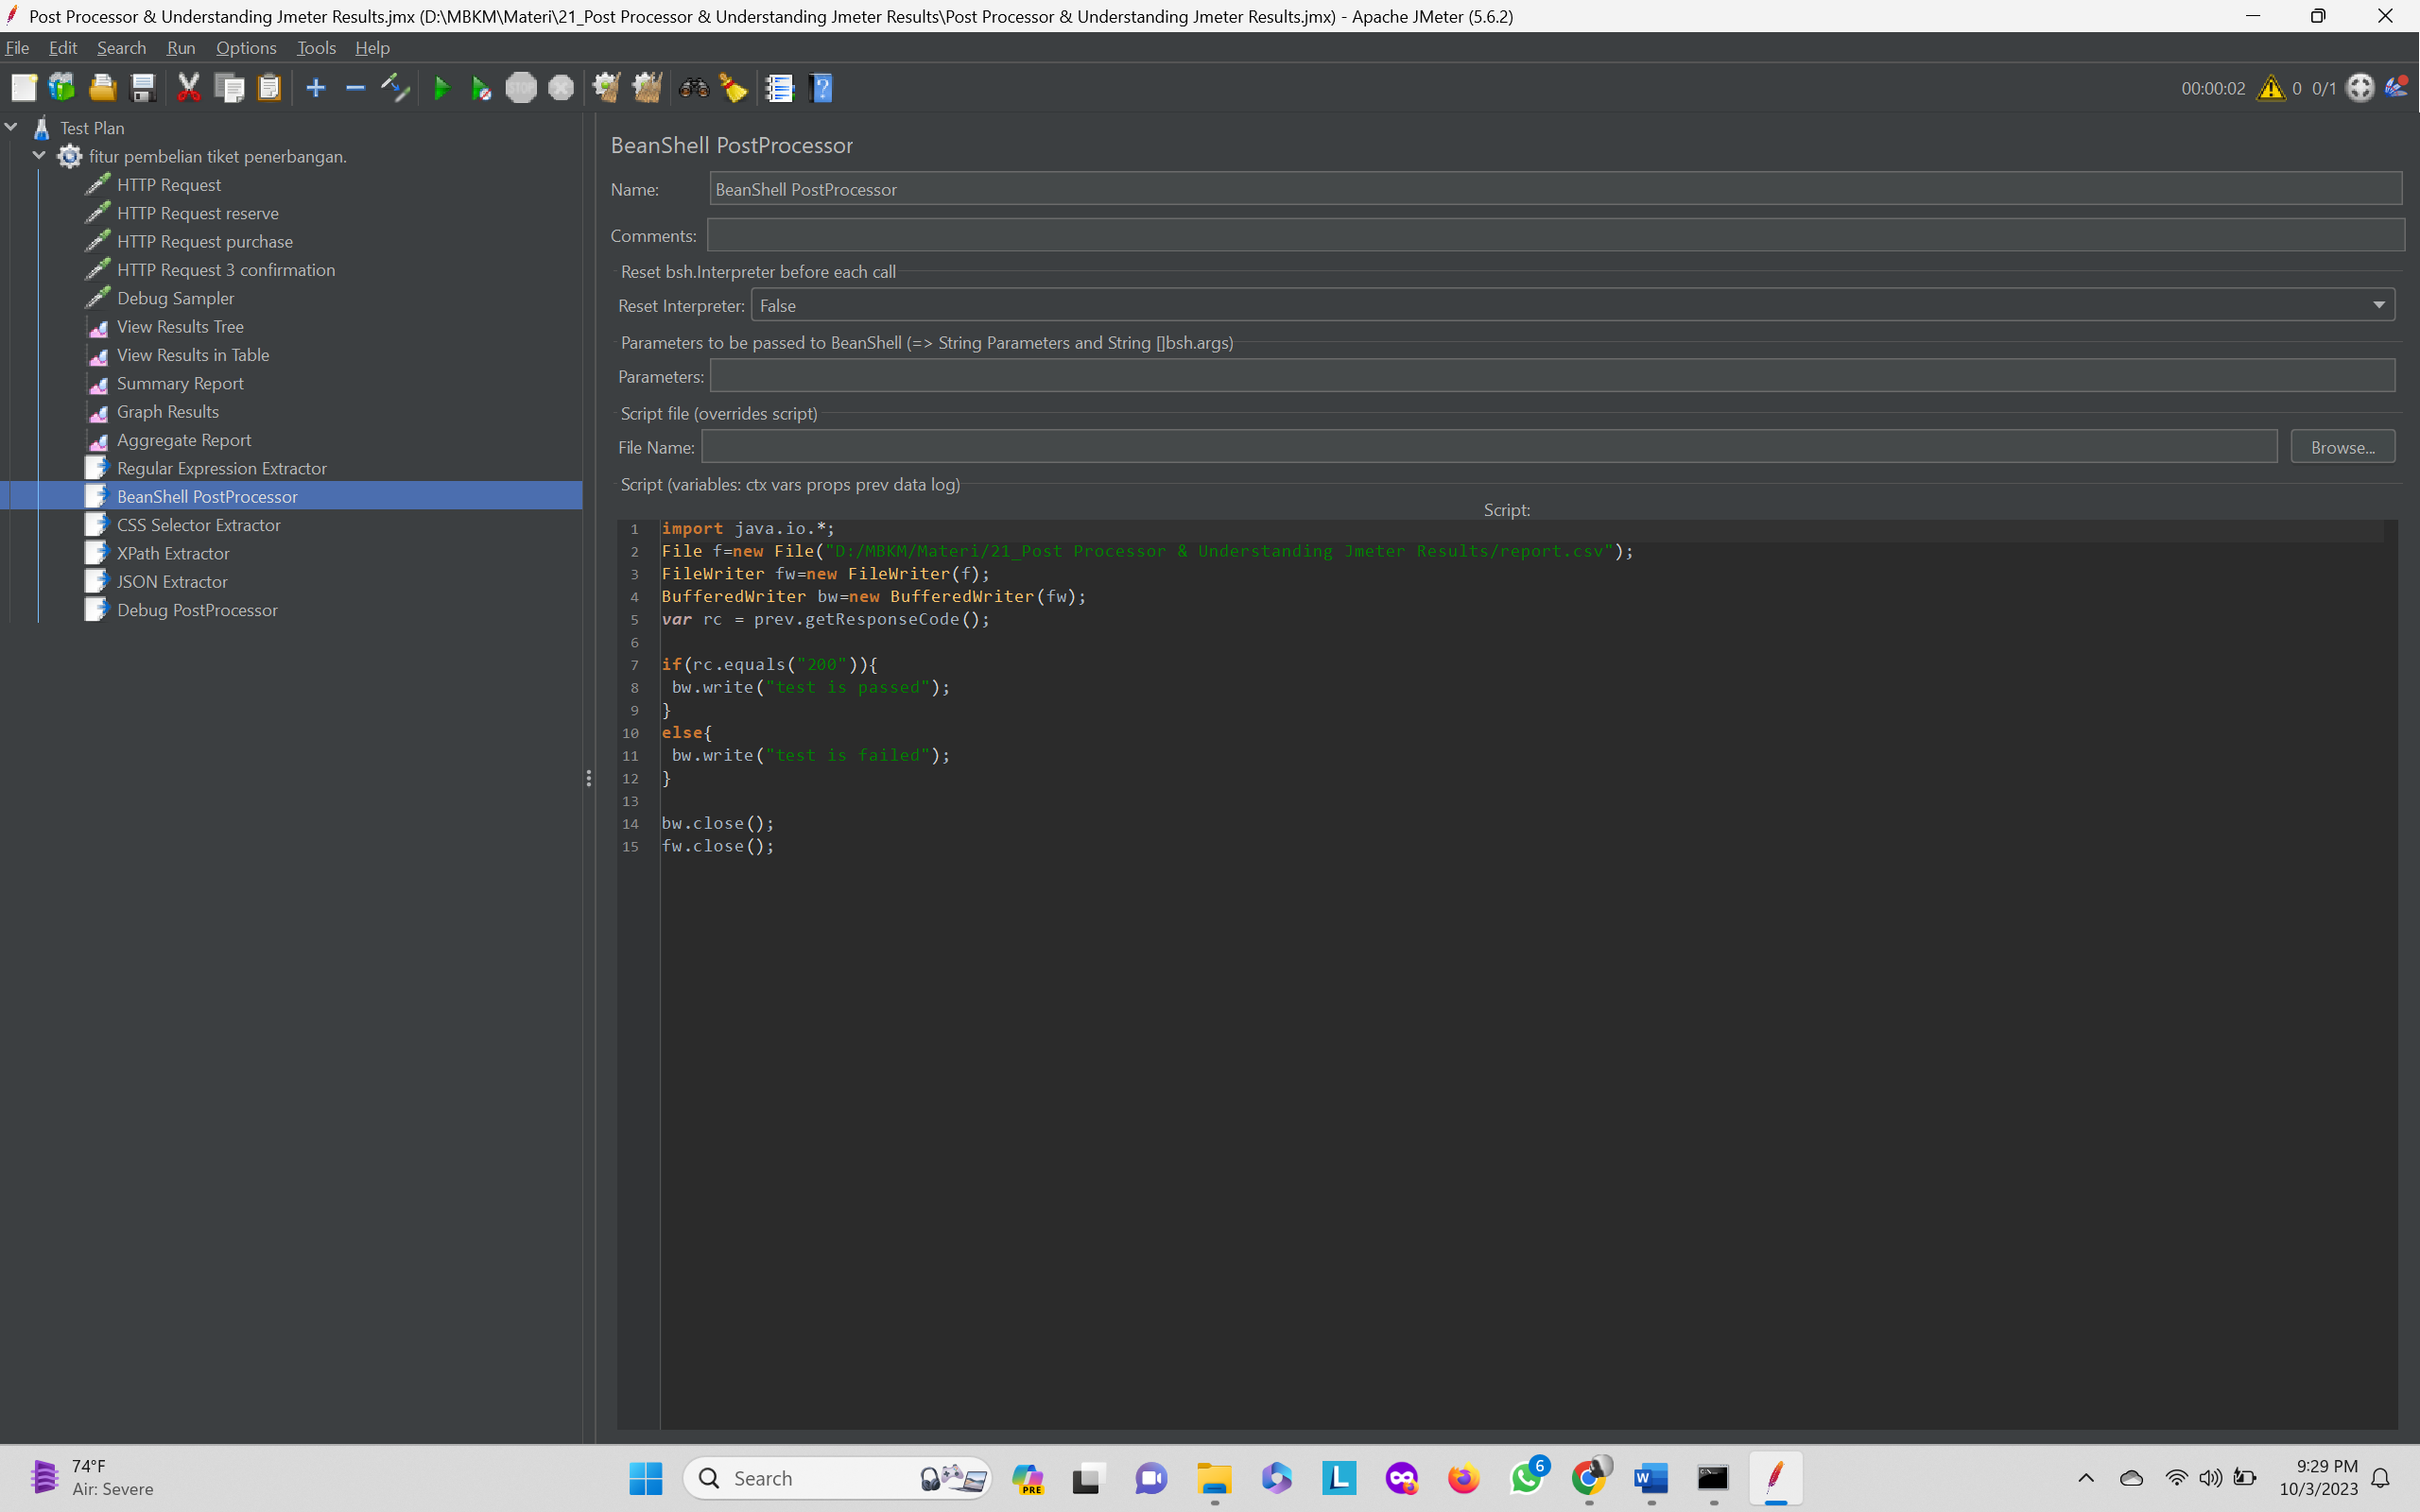 Post Processor & Understanding Jmeter Results.jmx (D:\MBKM\Materi\21_Post Processor & Understanding Jmeter Results\Post Processor & Understanding Jmeter Results.jmx) - Apache JMeter (5.6.2)
File Edit Search Run Options Tools Help
STOP
00:00:02 0 0/1
Test Plan
fitur pembelian tiket penerbangan.
HTTP Request
HTTP Request reserve
HTTP Request purchase
HTTP Request 3 confirmation
Debug Sampler
View Results Tree
View Results in Table
Summary Report
Graph Results
Aggregate Report
Regular Expression Extractor
BeanShell PostProcessor
CSS Selector Extractor
XPath Extractor
JSON Extractor
Debug PostProcessor
BeanShell PostProcessor
Name: BeanShell PostProcessor
Comments:
Reset bsh.Interpreter before each call
Reset Interpreter: False
Parameters to be passed to BeanShell (=> String Parameters and String []bsh.args)
Parameters:
Script file (overrides script)
File Name: Browse...
Script (variables: ctx vars props prev data log)
Script:
1 import java.io.*;
2 File f=new File("D:/MBKM/Materi/21_Post Processor & Understanding Jmeter Results/report.csv");
3 FileWriter fw=new FileWriter(f);
4 BufferedWriter bw=new BufferedWriter(fw);
5 var rc = prev.getResponseCode();
6
7 if(rc.equals("200")){
8 bw.write("test is passed");
9 }
10 else{
11 bw.write("test is failed");
12 }
13
14 bw.close();
15 fw.close();
74°F
Air: Severe
Search
PRE
L
6
W
9:29 PM
10/3/2023